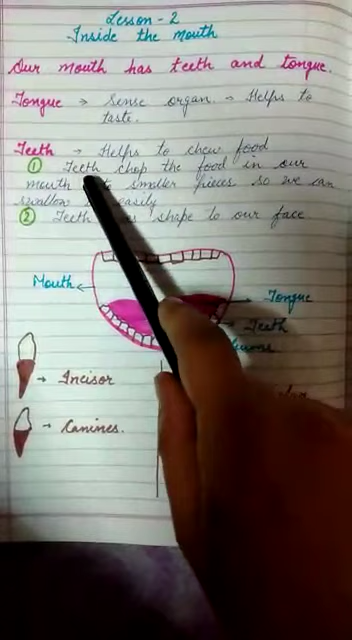 Lesson - 2
Inside the Mouth
Our mouth has teeth and tongue.
Tongue → Sense organ. → Helps to
taste.
Teeth → Helps to chew food
① Teeth chop the food in our
mouth smaller pieces so we can
swallow easily
② Teeth shape to our face
Mouth ←
→ Tongue
→ Teeth
→ Incisor
→ Canines.